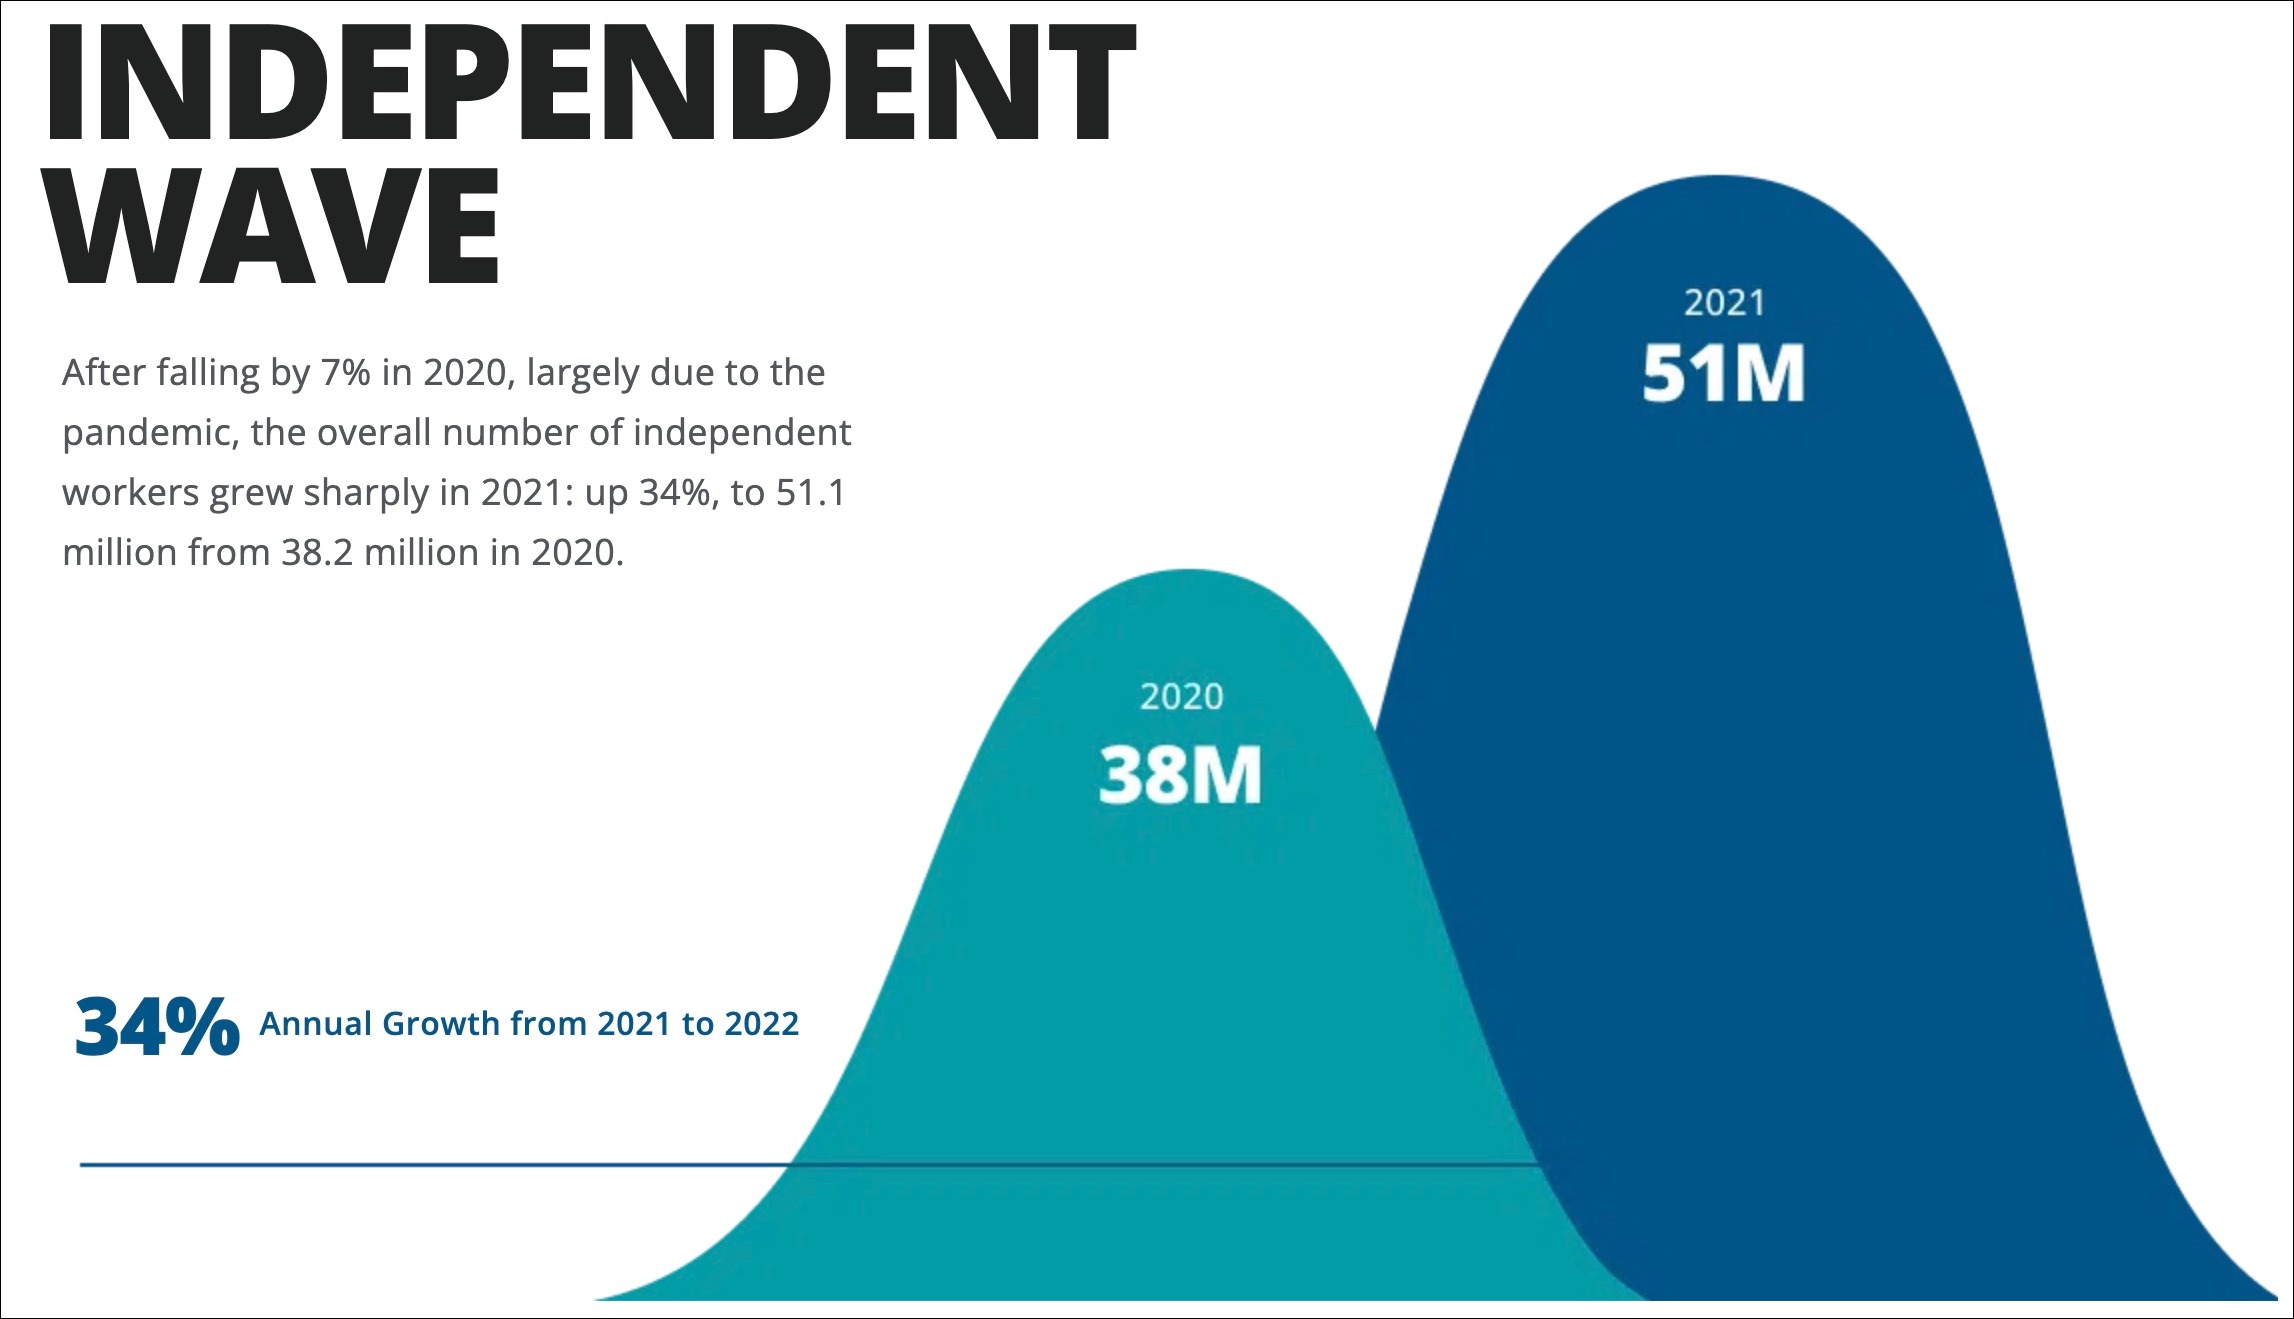 INDEPENDENT
WAVE
After falling by 7% in 2020, largely due to the
pandemic, the overall number of independent
workers grew sharply in 2021: up 34%, to 51.1
million from 38.2 million in 2020.
2021
51M
2020
38M
34% Annual Growth from 2021 to 2022